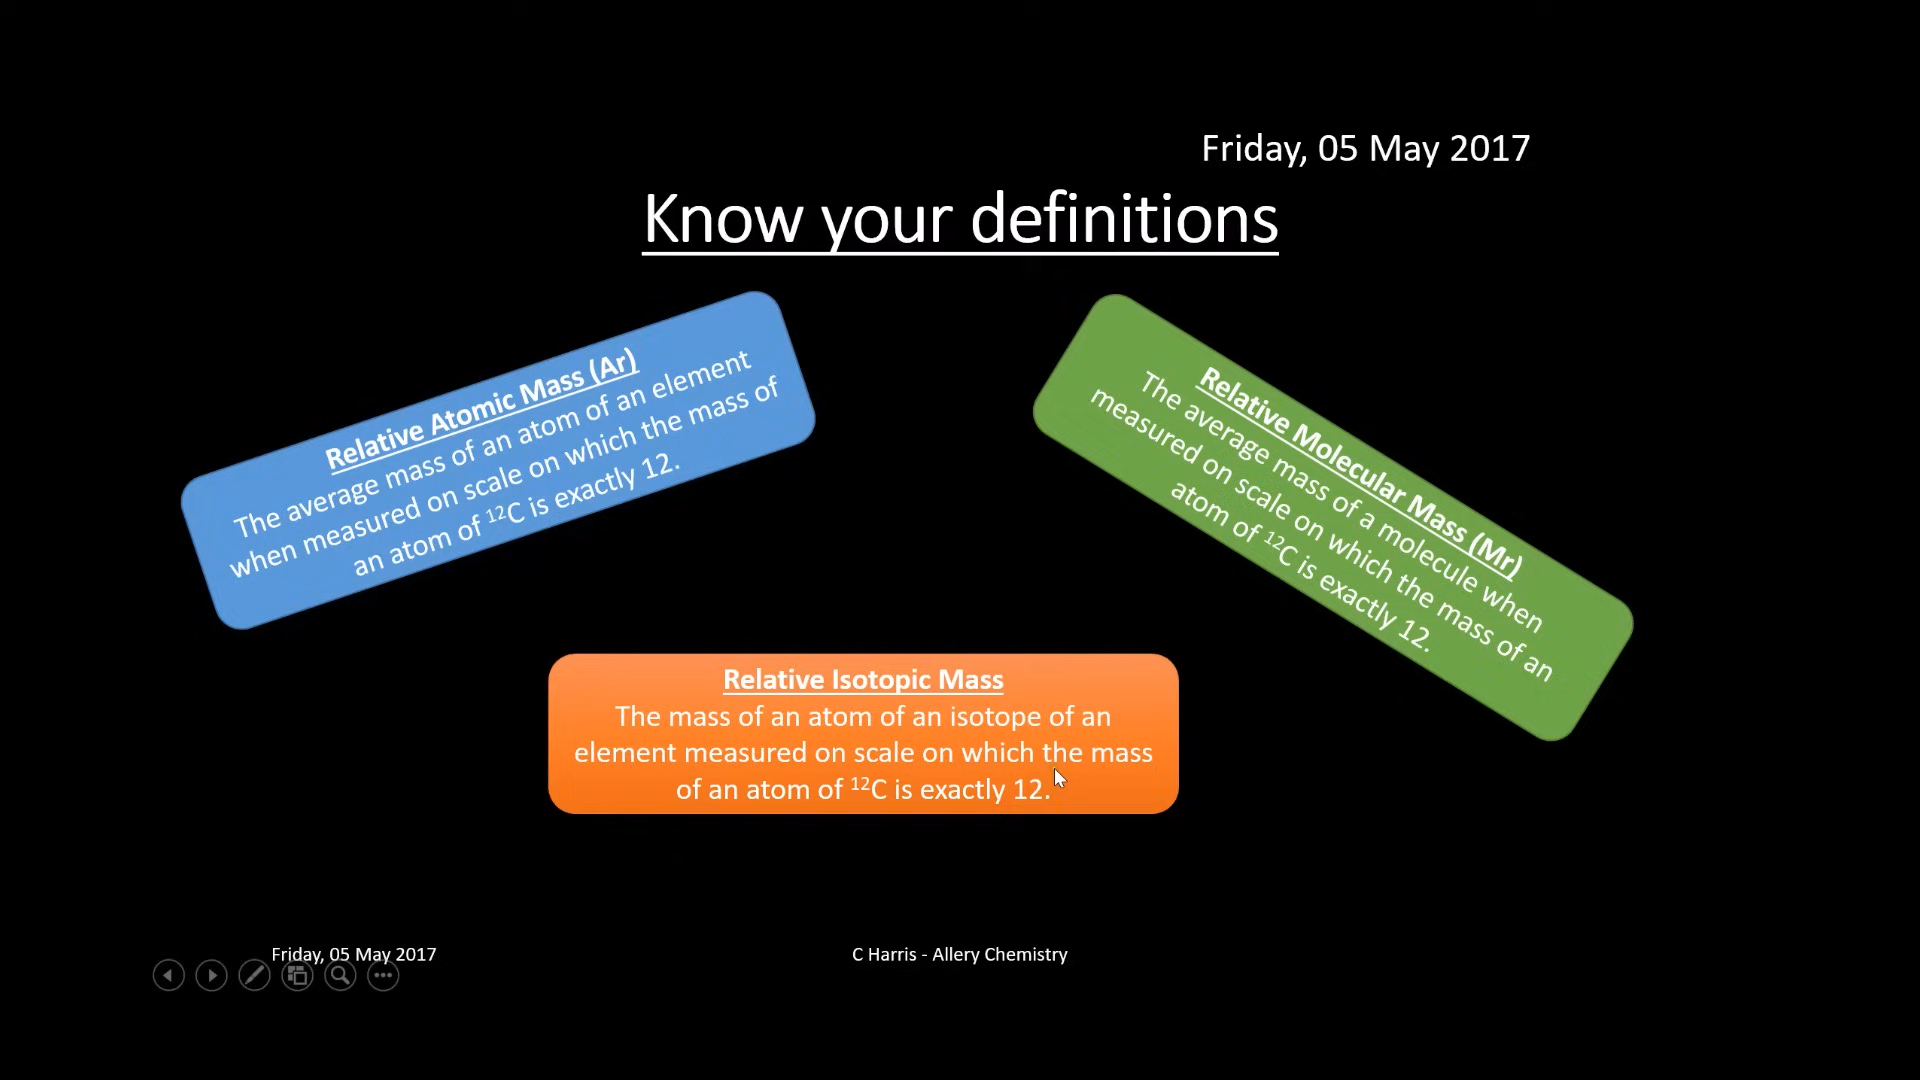 Friday, 05 May 2017
Know your definitions
Relative Atomic Mass (Ar)
The average mass of an atom of an element
when measured on scale on which the mass of
an atom of ¹²C is exactly 12.
Relative Molecular Mass (Mr)
The average mass of a molecule when
measured on scale on which the mass of an
atom of ¹²C is exactly 12.
Relative Isotopic Mass
The mass of an atom of an isotope of an
element measured on scale on which the mass
of an atom of ¹²C is exactly 12.
Friday, 05 May 2017
C Harris - Allery Chemistry